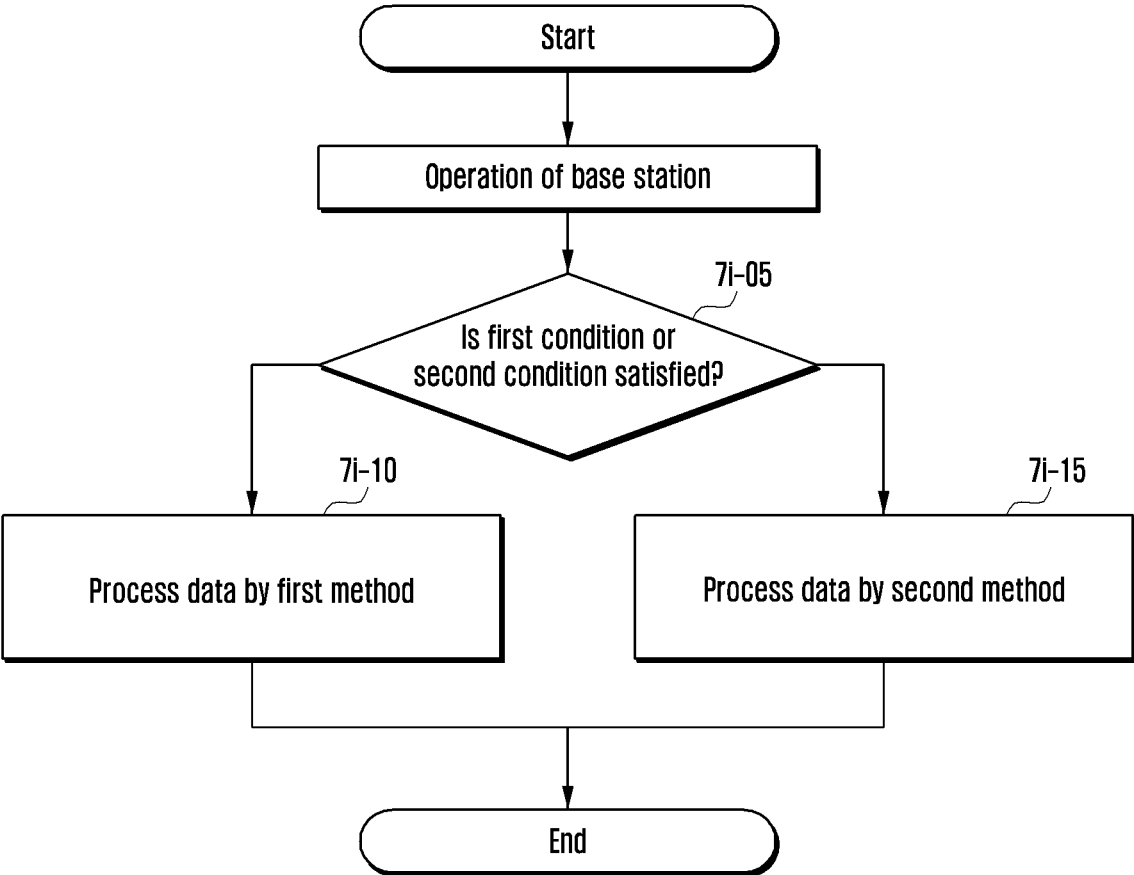 Start
Operation of base station
7i-05
Is first condition or
second condition satisfied?
7i-10
7i-15
Process data by first method
Process data by second method
End